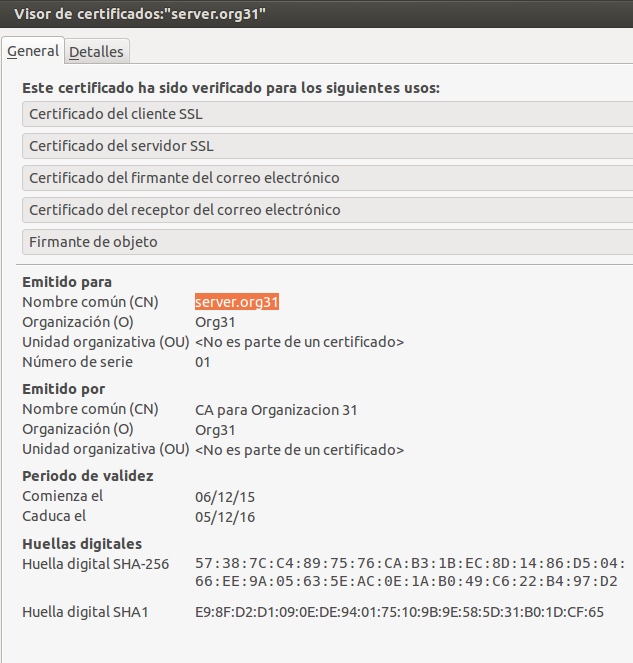 Visor de certificados:"server.org31"
General Detalles
Este certificado ha sido verificado para los siguientes usos:
Certificado del cliente SSL
Certificado del servidor SSL
Certificado del firmante del correo electrónico
Certificado del receptor del correo electrónico
Firmante de objeto
Emitido para
Nombre común (CN) server.org31
Organización (O) Org31
Unidad organizativa (OU) <No es parte de un certificado>
Número de serie 01
Emitido por
Nombre común (CN) CA para Organizacion 31
Organización (O) Org31
Unidad organizativa (OU) <No es parte de un certificado>
Periodo de validez
Comienza el 06/12/15
Caduca el 05/12/16
Huellas digitales
Huella digital SHA-256 57:38:7C:C4:89:75:76:CA:B3:1B:EC:8D:14:86:D5:04:
66:EE:9A:05:63:5E:AC:0E:1A:B0:49:C6:22:B4:97:D2
Huella digital SHA1 E9:8F:D2:D1:09:0E:DE:94:01:75:10:9B:9E:58:5D:31:B0:1D:CF:65